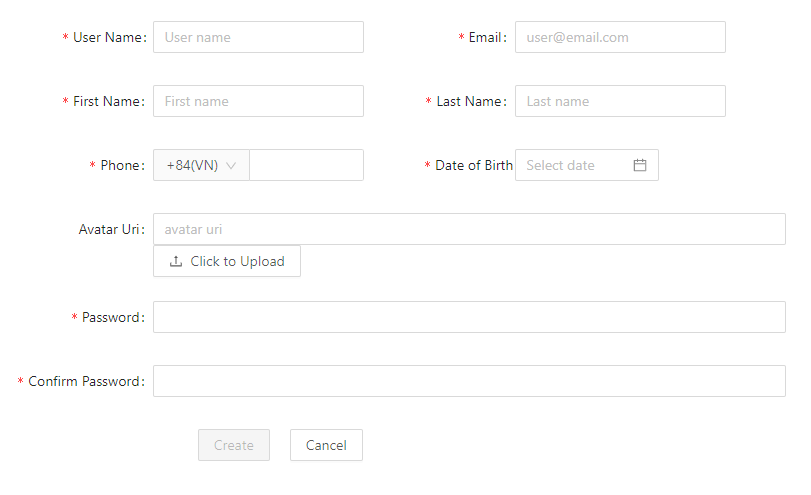 * User Name: User name * Email: user@email.com
* First Name: First name * Last Name: Last name
* Phone: +84(VN) * Date of Birth Select date
Avatar Uri: avatar uri
Click to Upload
* Password:
* Confirm Password:
Create Cancel